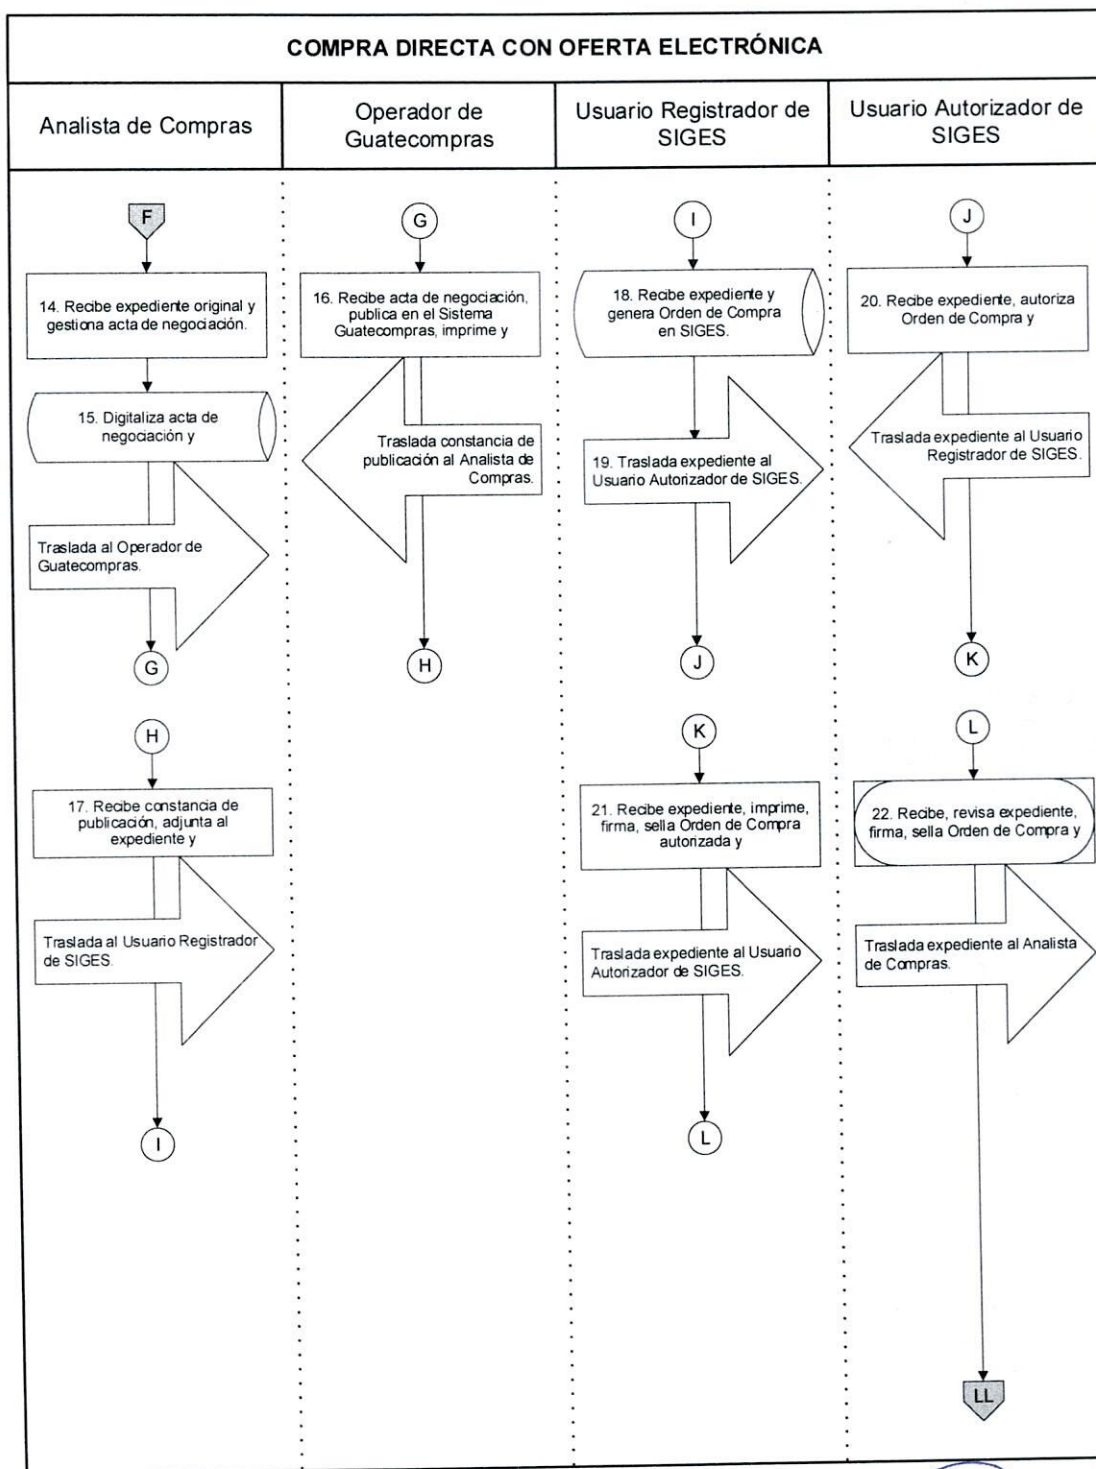 COMPRA DIRECTA CON OFERTA ELECTRÓNICA
Analista de Compras
Operador de
Guatecompras
Usuario Registrador de
SIGES
Usuario Autorizador de
SIGES
F
14. Recibe expediente original y
gestiona acta de negociación.
15. Digitaliza acta de
negociación y
Traslada al Operador de
Guatecompras.
G
H
17. Recibe constancia de
publicación, adjunta al
expediente y
Traslada al Usuario Registrador
de SIGES.
I
G
16. Recibe acta de negociación,
publica en el Sistema
Guatecompras, imprime y
Traslada constancia de
publicación al Analista de
Compras.
H
I
18. Recibe expediente y
genera Orden de Compra
en SIGES.
19. Traslada expediente al
Usuario Autorizador de SIGES.
J
K
21. Recibe expediente, imprime,
firma, sella Orden de Compra
autorizada y
Traslada expediente al Usuario
Autorizador de SIGES.
L
J
20. Recibe expediente, autoriza
Orden de Compra y
Traslada expediente al Usuario
Registrador de SIGES.
K
L
22. Recibe, revisa expediente,
firma, sella Orden de Compra y
Traslada expediente al Analista
de Compras.
LL